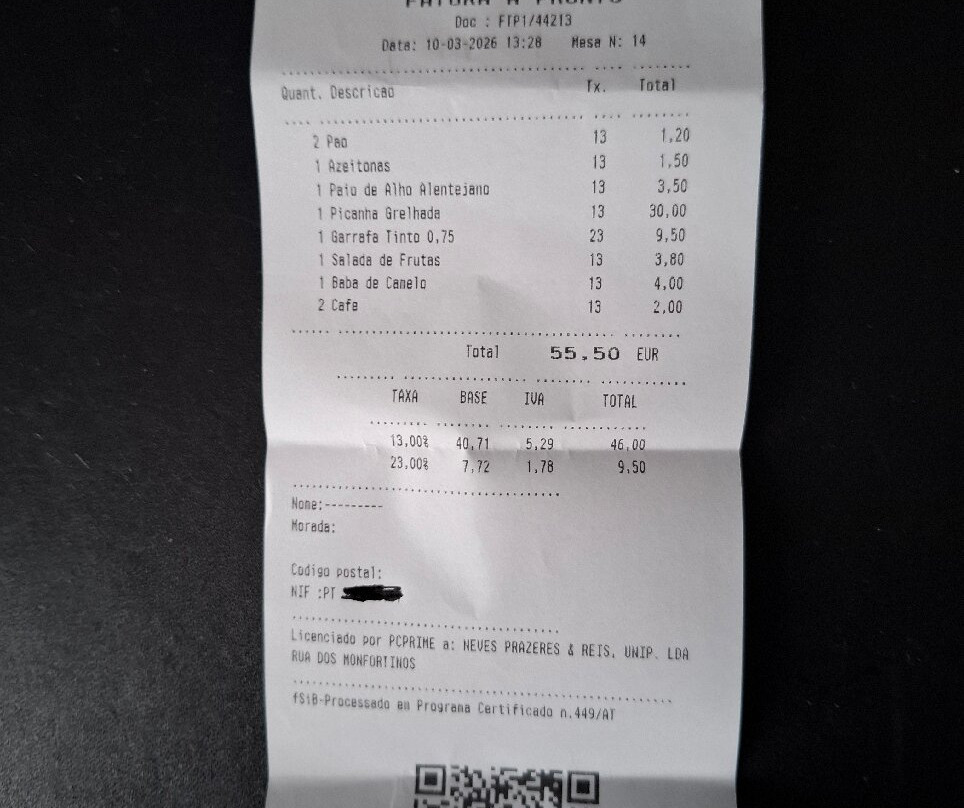 FATURA A PRONTO
Doc : FTP1/44213
Data: 10-03-2026 13:28 Mesa N: 14
Quant. Descricao Tx. Total
2 Pao 13 1,20
1 Azeitonas 13 1,50
1 Paio de Alho Alentejano 13 3,50
1 Picanha Grelhada 13 30,00
1 Garrafa Tinto 0,75 23 9,50
1 Salada de Frutas 13 3,80
1 Baba de Camelo 13 4,00
2 Cafe 13 2,00
Total 55,50 EUR
TAXA BASE IVA TOTAL
13,00% 40,71 5,29 46,00
23,00% 7,72 1,78 9,50
Nome:---------
Morada:
Codigo postal:
NIF :PT
Licenciado por PCPRIME a: NEVES PRAZERES & REIS, UNIP. LDA
RUA DOS MONFORTINOS
fSiB-Processado em Programa Certificado n.449/AT